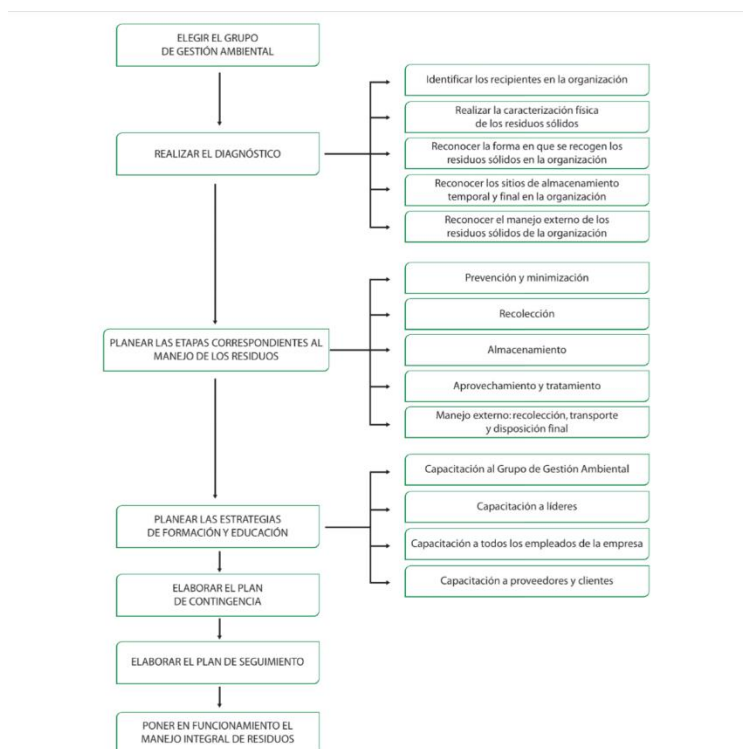 ELEGIR EL GRUPO
DE GESTIÓN AMBIENTAL
REALIZAR EL DIAGNÓSTICO
Identificar los recipientes en la organización
Realizar la caracterización física
de los residuos sólidos
Reconocer la forma en que se recogen los
residuos sólidos en la organización
Reconocer los sitios de almacenamiento
temporal y final en la organización
Reconocer el manejo externo de los
residuos sólidos de la organización
PLANEAR LAS ETAPAS CORRESPONDIENTES AL
MANEJO DE LOS RESIDUOS
Prevención y minimización
Recolección
Almacenamiento
Aprovechamiento y tratamiento
Manejo externo: recolección, transporte
y disposición final
PLANEAR LAS ESTRATEGIAS
DE FORMACIÓN Y EDUCACIÓN
Capacitación al Grupo de Gestión Ambiental
Capacitación a líderes
Capacitación a todos los empleados de la empresa
Capacitación a proveedores y clientes
ELABORAR EL PLAN
DE CONTINGENCIA
ELABORAR EL PLAN DE SEGUIMIENTO
PONER EN FUNCIONAMIENTO EL
MANEJO INTEGRAL DE RESIDUOS